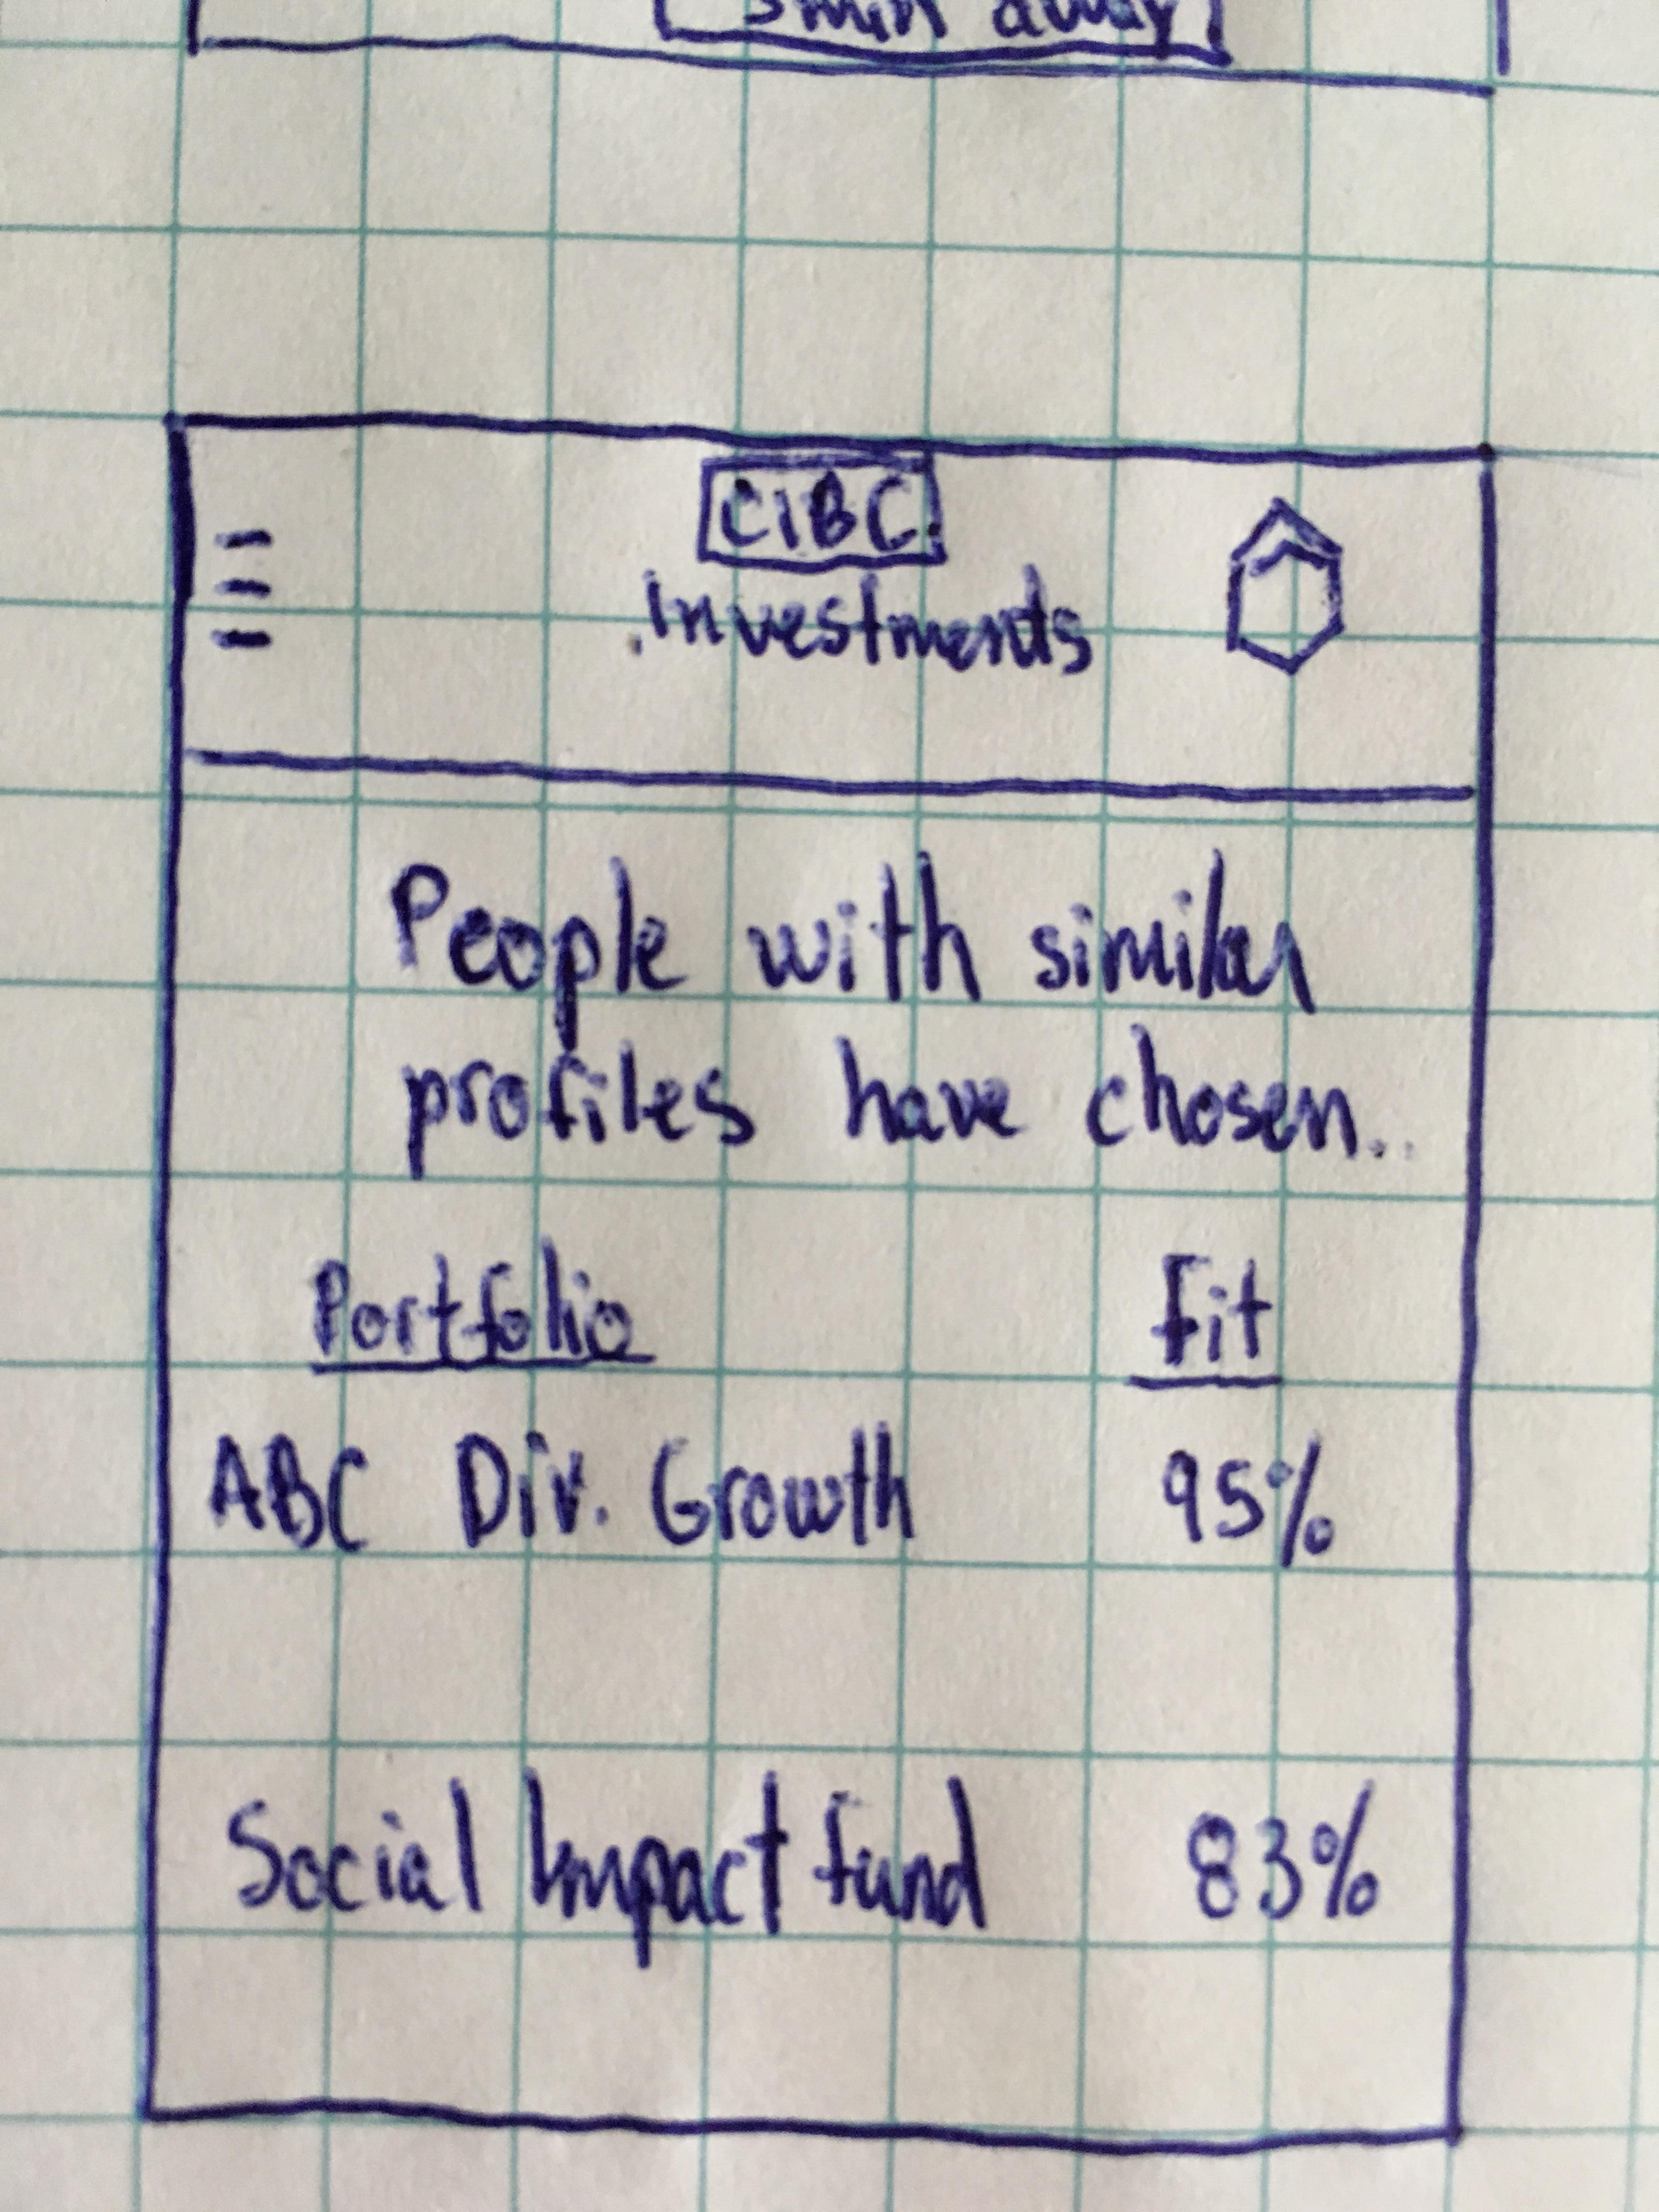 5min away
CIBC
Investments
People with similar
profiles have chosen..
Portfolio Fit
ABC Div. Growth 95%
Social Impact Fund 83%